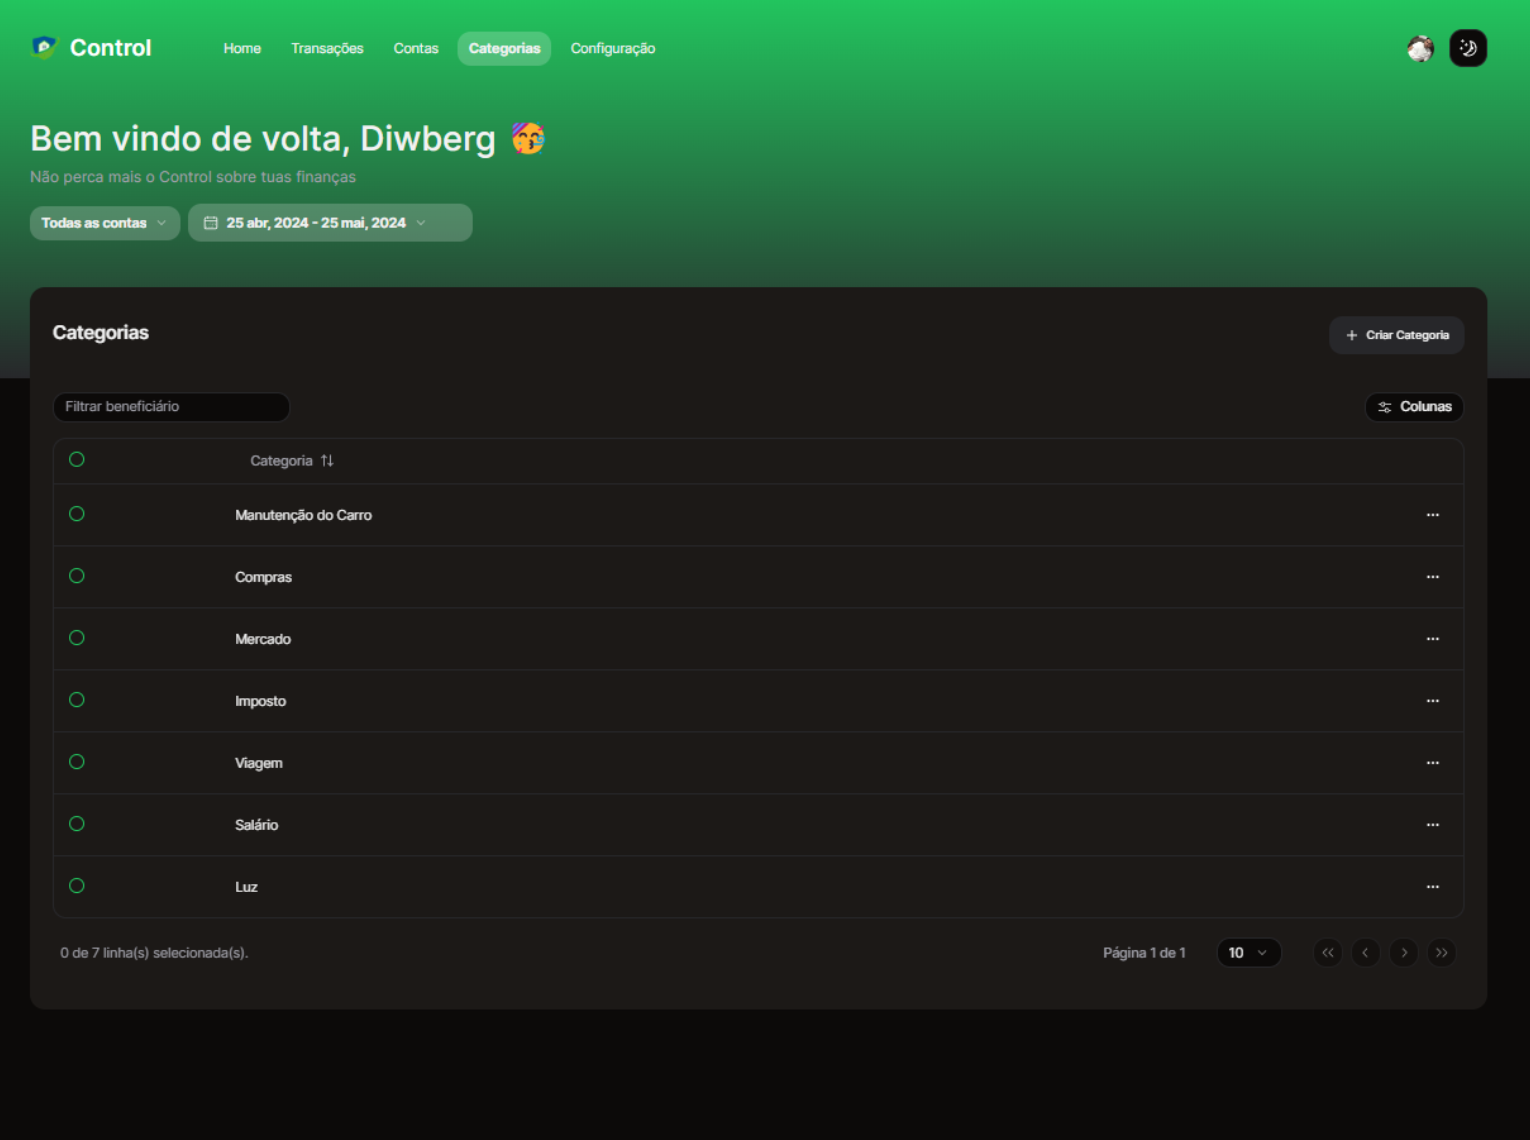 Control
Home Transações Contas Categorias Configuração
Bem vindo de volta, Diwberg
Não perca mais o Control sobre tuas finanças
Todas as contas
25 abr, 2024 - 25 mai, 2024
Categorias
+ Criar Categoria
Filtrar beneficiário
Colunas
Categoria
Manutenção do Carro
Compras
Mercado
Imposto
Viagem
Salário
Luz
0 de 7 linha(s) selecionada(s).
Página 1 de 1
10